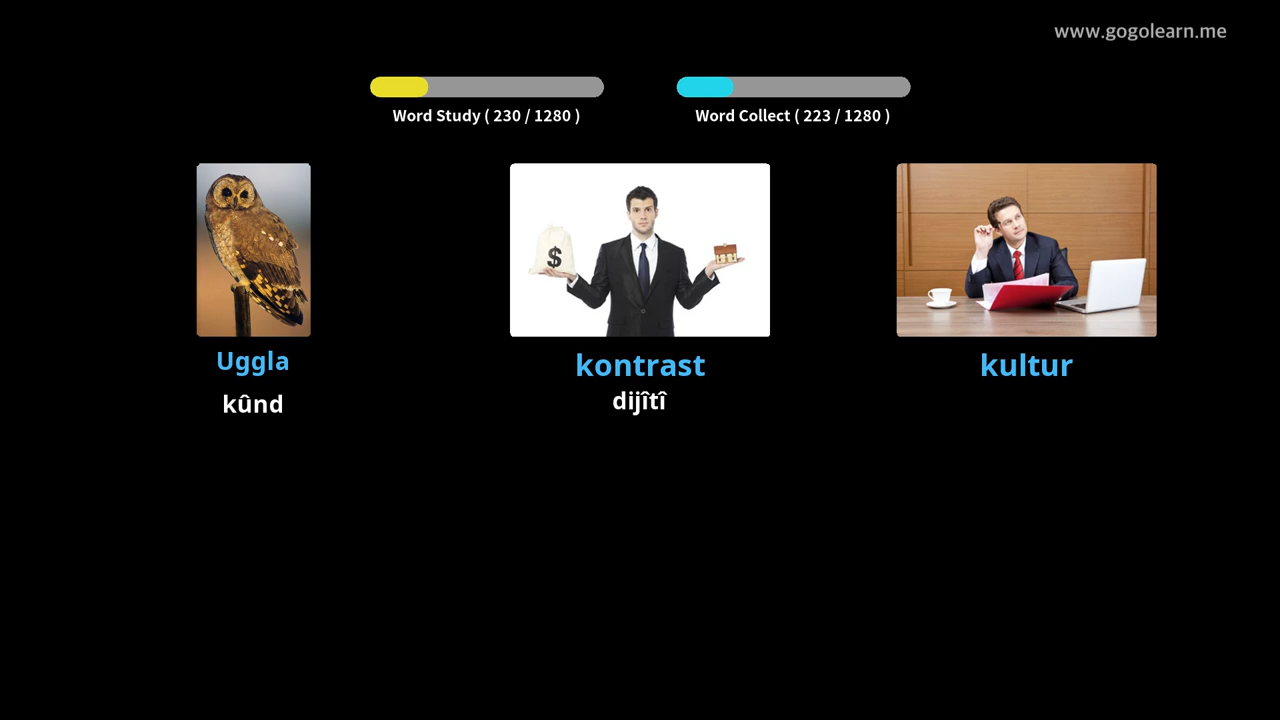 www.gogolearn.me
Word Study ( 230 / 1280 )
Word Collect ( 223 / 1280 )
$
Uggla
kontrast
kultur
kûnd
dijîtî